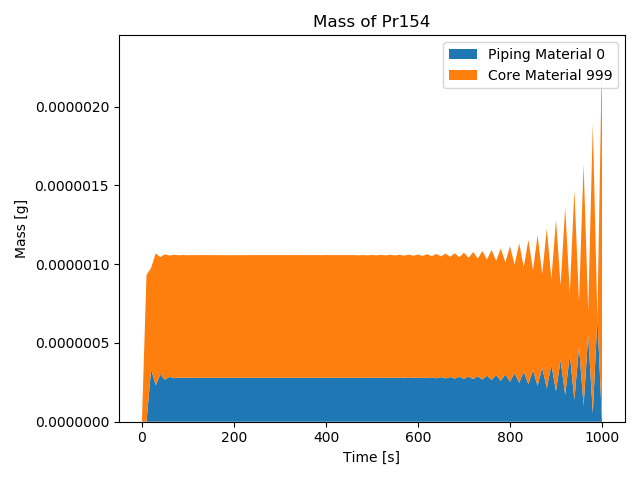 Mass of Pr154
Piping Material 0
Core Material 999
Mass [g]
0.0000020
0.0000015
0.0000010
0.0000005
0.0000000
0 200 400 600 800 1000
Time [s]